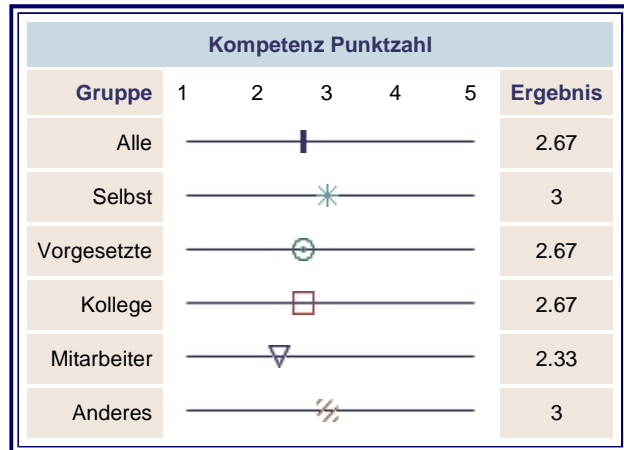 Kompetenz Punktzahl
Gruppe 1 2 3 4 5 Ergebnis
Alle 2.67
Selbst 3
Vorgesetzte 2.67
Kollege 2.67
Mitarbeiter 2.33
Anderes 3